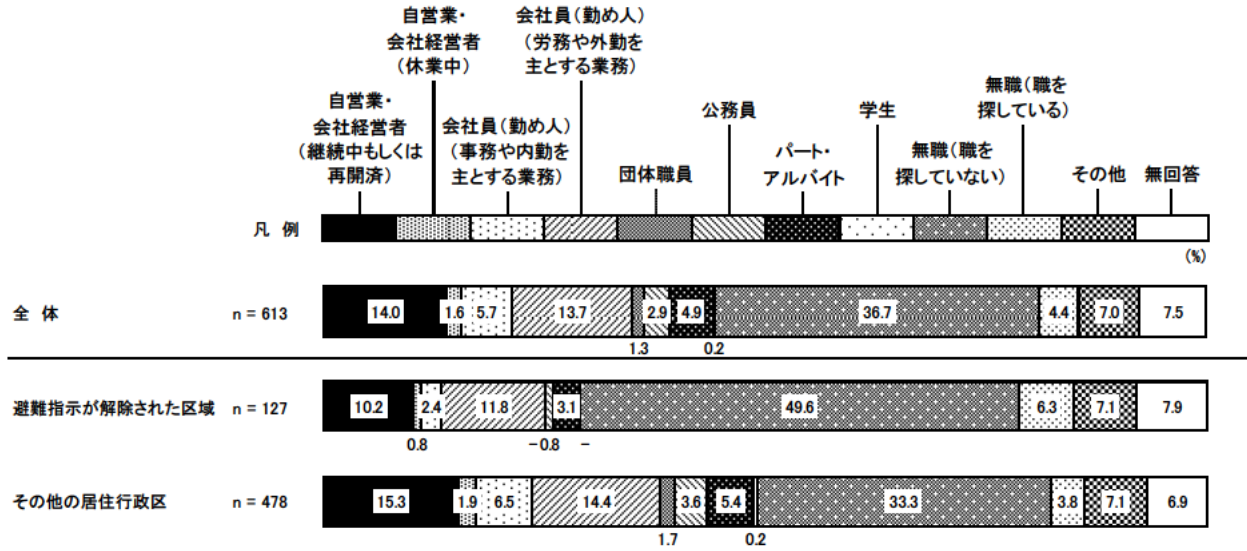 自営業・
会社経営者
（休業中）
会社員（勤め人）
（労務や外勤を
主とする業務）
無職（職を
探している）
自営業・
会社経営者
（継続中もしくは
再開済）
会社員（勤め人）
（事務や内勤を
主とする業務）
団体職員
公務員
パート・
アルバイト
学生
無職（職を
探していない）
その他
無回答
凡 例
(%)
全 体 n = 613 14.0 1.6 5.7 13.7 2.9 4.9 36.7 4.4 7.0 7.5
1.3 0.2
避難指示が解除された区域 n = 127 10.2 2.4 11.8 3.1 49.6 6.3 7.1 7.9
0.8 − 0.8 −
その他の居住行政区 n = 478 15.3 1.9 6.5 14.4 3.6 5.4 33.3 3.8 7.1 6.9
1.7 0.2